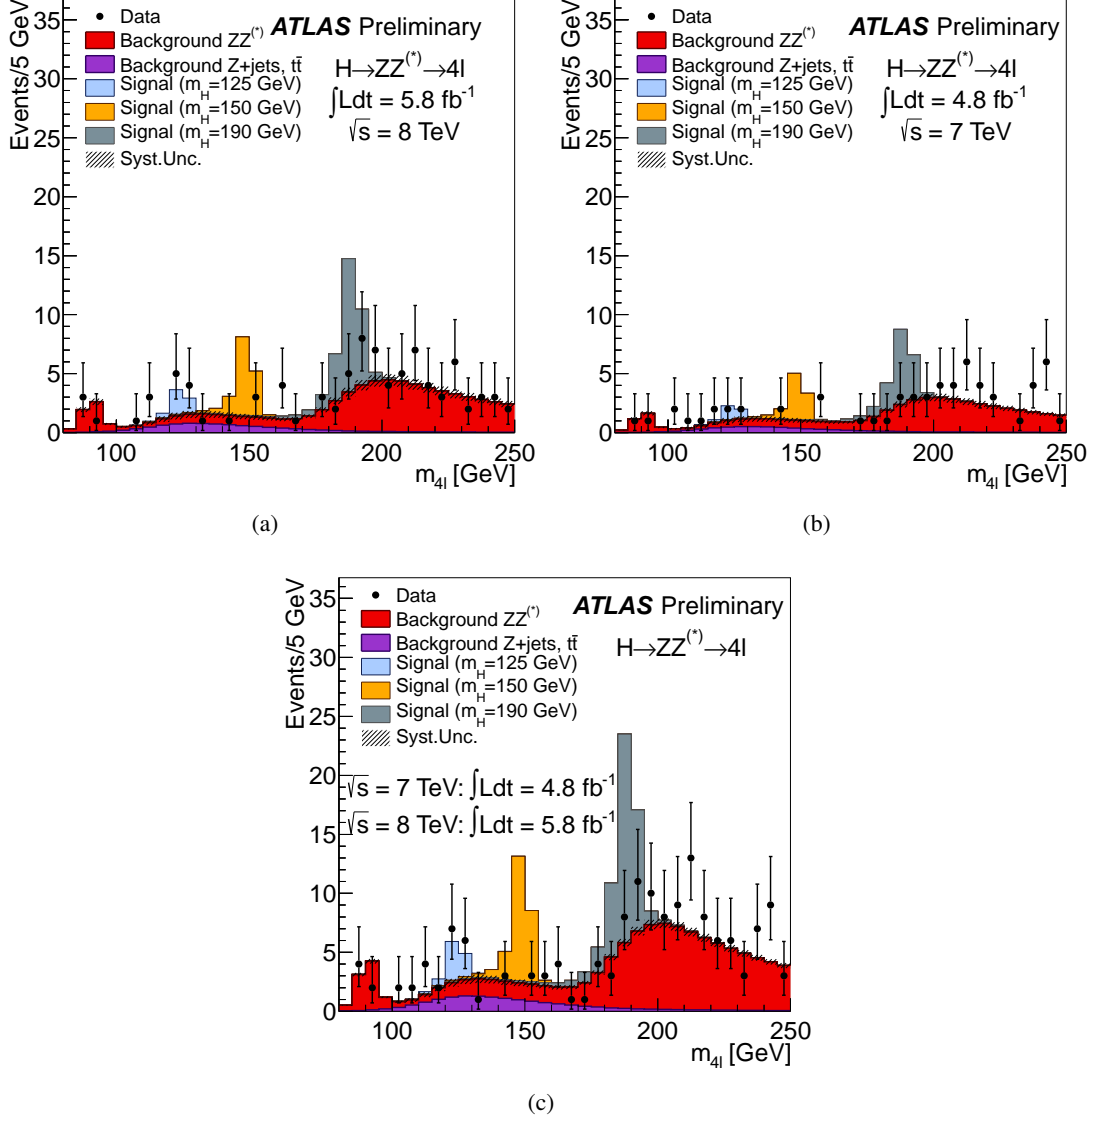 Events/5 GeV
35
30
25
20
15
10
5
0
Data
Background ZZ(*)
Background Z+jets, tt̄
Signal (mH=125 GeV)
Signal (mH=150 GeV)
Signal (mH=190 GeV)
Syst.Unc.
ATLAS Preliminary
H→ZZ(*)→4l
∫Ldt = 5.8 fb-1
√s = 8 TeV
100 150 200 250
m4l [GeV]
(a)
Events/5 GeV
35
30
25
20
15
10
5
0
Data
Background ZZ(*)
Background Z+jets, tt̄
Signal (mH=125 GeV)
Signal (mH=150 GeV)
Signal (mH=190 GeV)
Syst.Unc.
ATLAS Preliminary
H→ZZ(*)→4l
∫Ldt = 4.8 fb-1
√s = 7 TeV
100 150 200 250
m4l [GeV]
(b)
Events/5 GeV
35
30
25
20
15
10
5
0
Data
Background ZZ(*)
Background Z+jets, tt̄
Signal (mH=125 GeV)
Signal (mH=150 GeV)
Signal (mH=190 GeV)
Syst.Unc.
ATLAS Preliminary
H→ZZ(*)→4l
√s = 7 TeV: ∫Ldt = 4.8 fb-1
√s = 8 TeV: ∫Ldt = 5.8 fb-1
100 150 200 250
m4l [GeV]
(c)